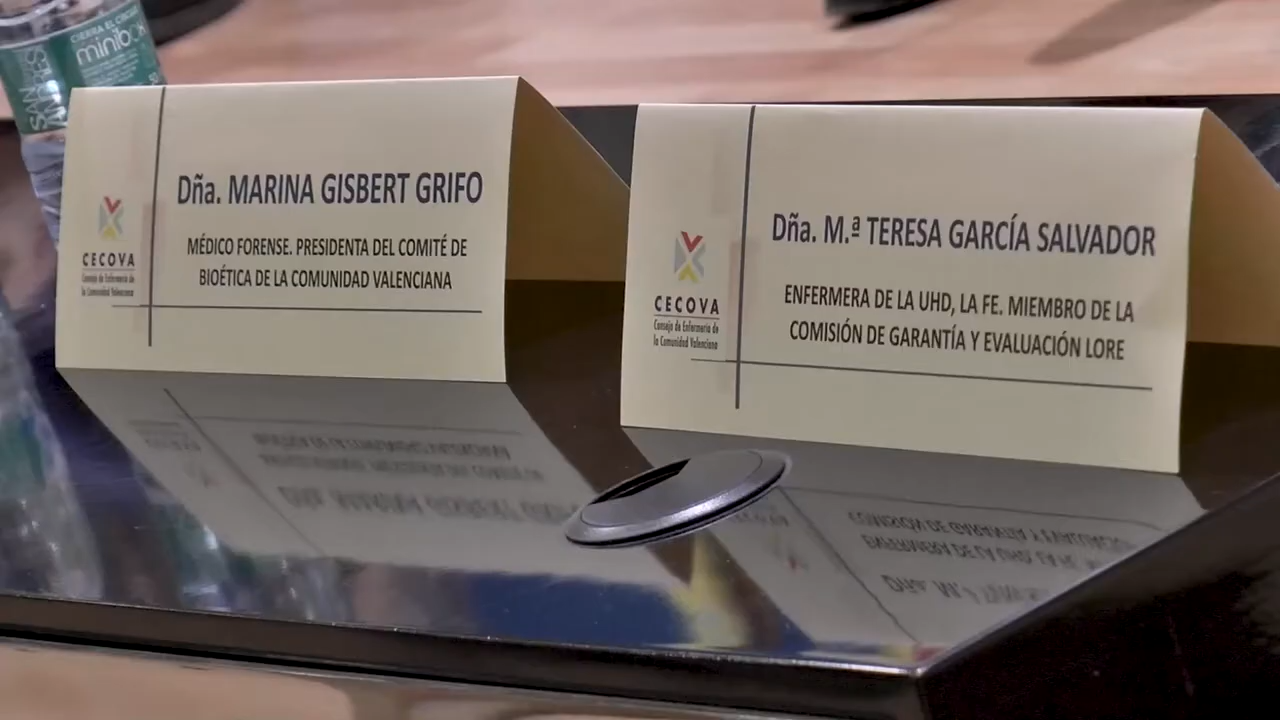 CIERRA EL CÍRC
minibox
SAN
ANDRÉS
Dña. MARINA GISBERT GRIFO
MÉDICO FORENSE. PRESIDENTA DEL COMITÉ DE
BIOÉTICA DE LA COMUNIDAD VALENCIANA
CECOVA
Consejo de Enfermería de
la Comunidad Valenciana
Dña. M.ª TERESA GARCÍA SALVADOR
ENFERMERA DE LA UHD, LA FE. MIEMBRO DE LA
COMISIÓN DE GARANTÍA Y EVALUACIÓN LORE
CECOVA
Consejo de Enfermería de
la Comunidad Valenciana